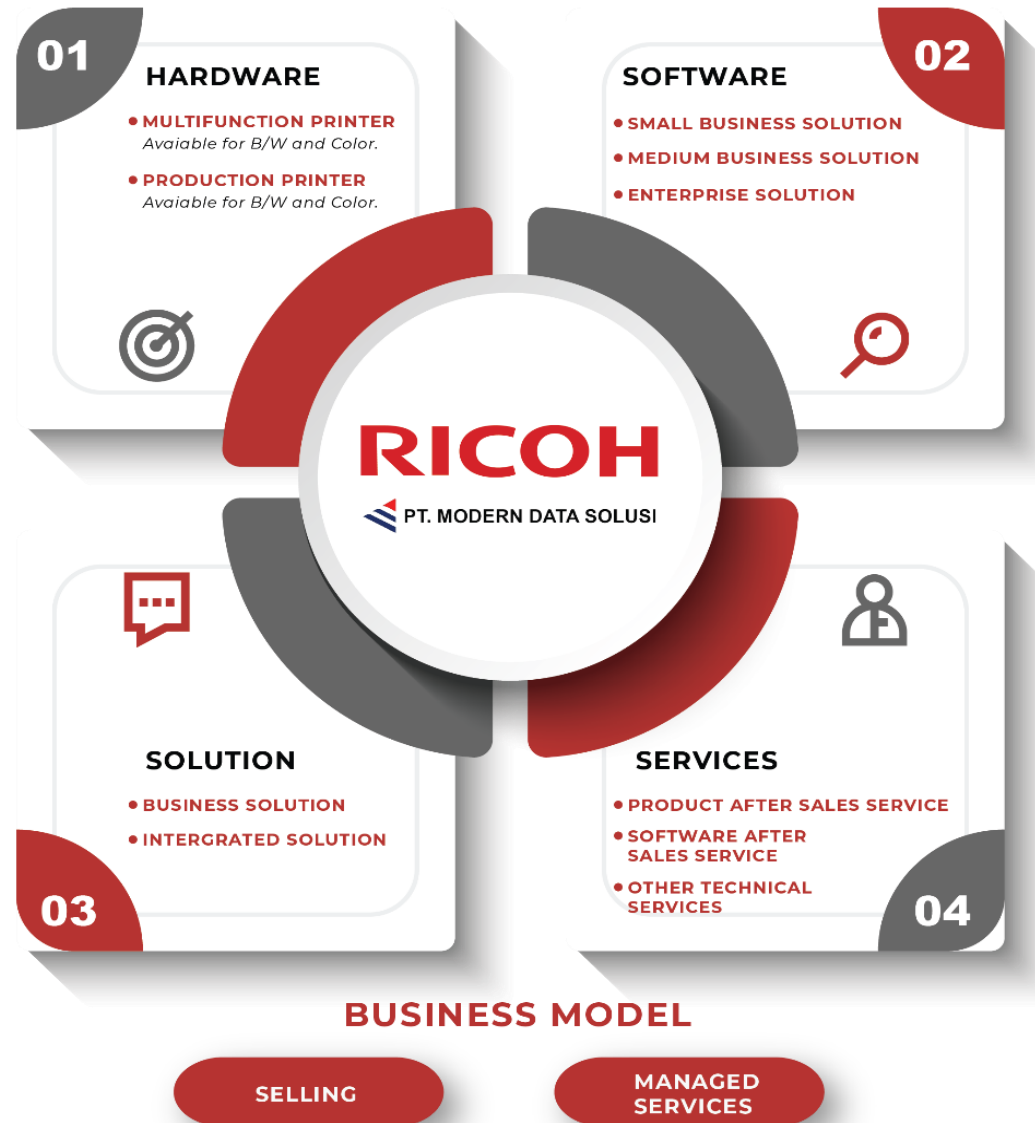 01
HARDWARE
MULTIFUNCTION PRINTER
Avaiable for B/W and Color.
PRODUCTION PRINTER
Avaiable for B/W and Color.
02
SOFTWARE
SMALL BUSINESS SOLUTION
MEDIUM BUSINESS SOLUTION
ENTERPRISE SOLUTION
RICOH
PT. MODERN DATA SOLUSI
SOLUTION
BUSINESS SOLUTION
INTERGRATED SOLUTION
03
SERVICES
PRODUCT AFTER SALES SERVICE
SOFTWARE AFTER
SALES SERVICE
OTHER TECHNICAL
SERVICES
04
BUSINESS MODEL
SELLING
MANAGED
SERVICES